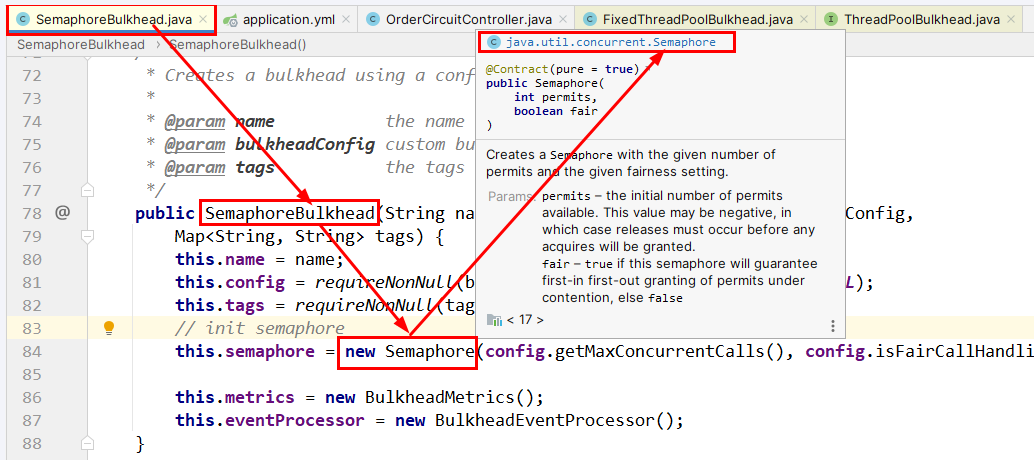 SemaphoreBulkhead.java × application.yml × OrderCircuitController.java × FixedThreadPoolBulkhead.java × ThreadPoolBulkhead.java ×
SemaphoreBulkhead > SemaphoreBulkhead()
72 * Creates a bulkhead using a conf
73 *
74 * @param name the name
75 * @param bulkheadConfig custom bu
76 * @param tags the tags
77 */
78 @ public SemaphoreBulkhead(String na Config,
79 Map<String, String> tags) {
80 this.name = name;
81 this.config = requireNonNull(b L);
82 this.tags = requireNonNull(tag
83 // init semaphore
84 this.semaphore = new Semaphore(config.getMaxConcurrentCalls(), config.isFairCallHandli
85
86 this.metrics = new BulkheadMetrics();
87 this.eventProcessor = new BulkheadEventProcessor();
88 }
java.util.concurrent.Semaphore
@Contract(pure = true)
public Semaphore(
int permits,
boolean fair
)
Creates a Semaphore with the given number of
permits and the given fairness setting.
Params: permits – the initial number of permits
available. This value may be negative, in
which case releases must occur before any
acquires will be granted.
fair – true if this semaphore will guarantee
first-in first-out granting of permits under
contention, else false
< 17 >